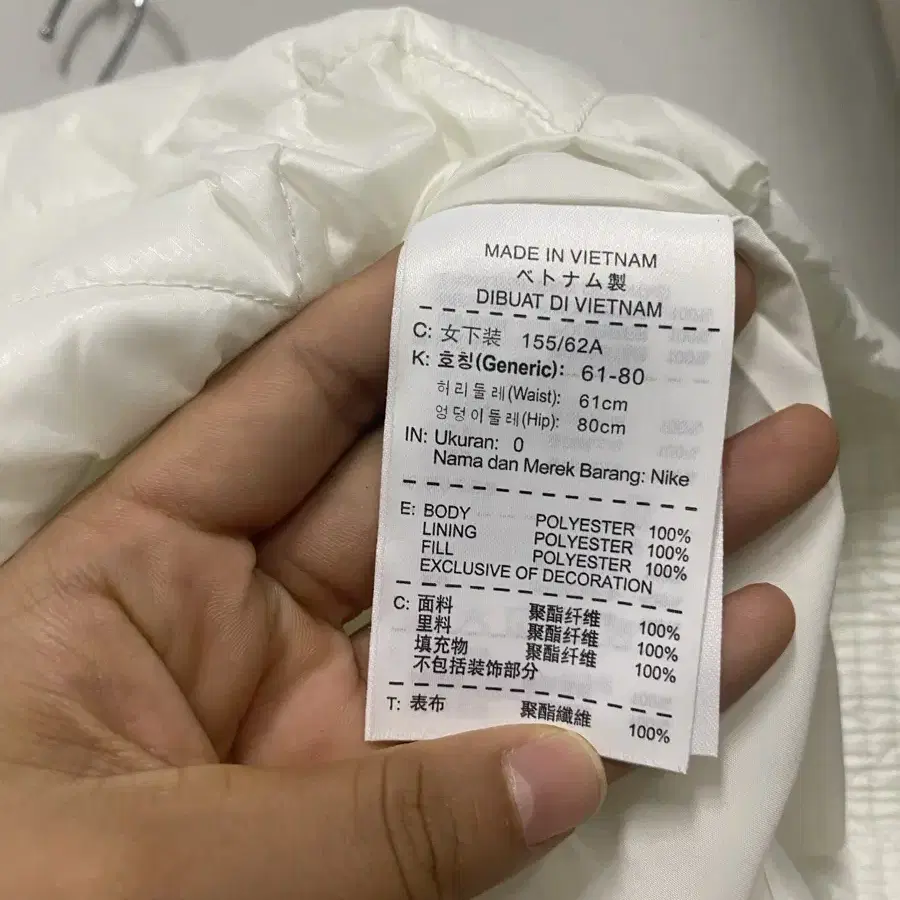 MADE IN VIETNAM
ベトナム製
DIBUAT DI VIETNAM
C: 女下装 155/62A
K: 호칭(Generic): 61-80
허리둘레(Waist): 61cm
엉덩이둘레(Hip): 80cm
IN: Ukuran: 0
Nama dan Merek Barang: Nike
E: BODY POLYESTER 100%
LINING POLYESTER 100%
FILL POLYESTER 100%
EXCLUSIVE OF DECORATION
C: 面料 聚酯纤维 100%
里料 聚酯纤维 100%
填充物 聚酯纤维 100%
不包括装饰部分
T: 表布 聚酯纖維 100%